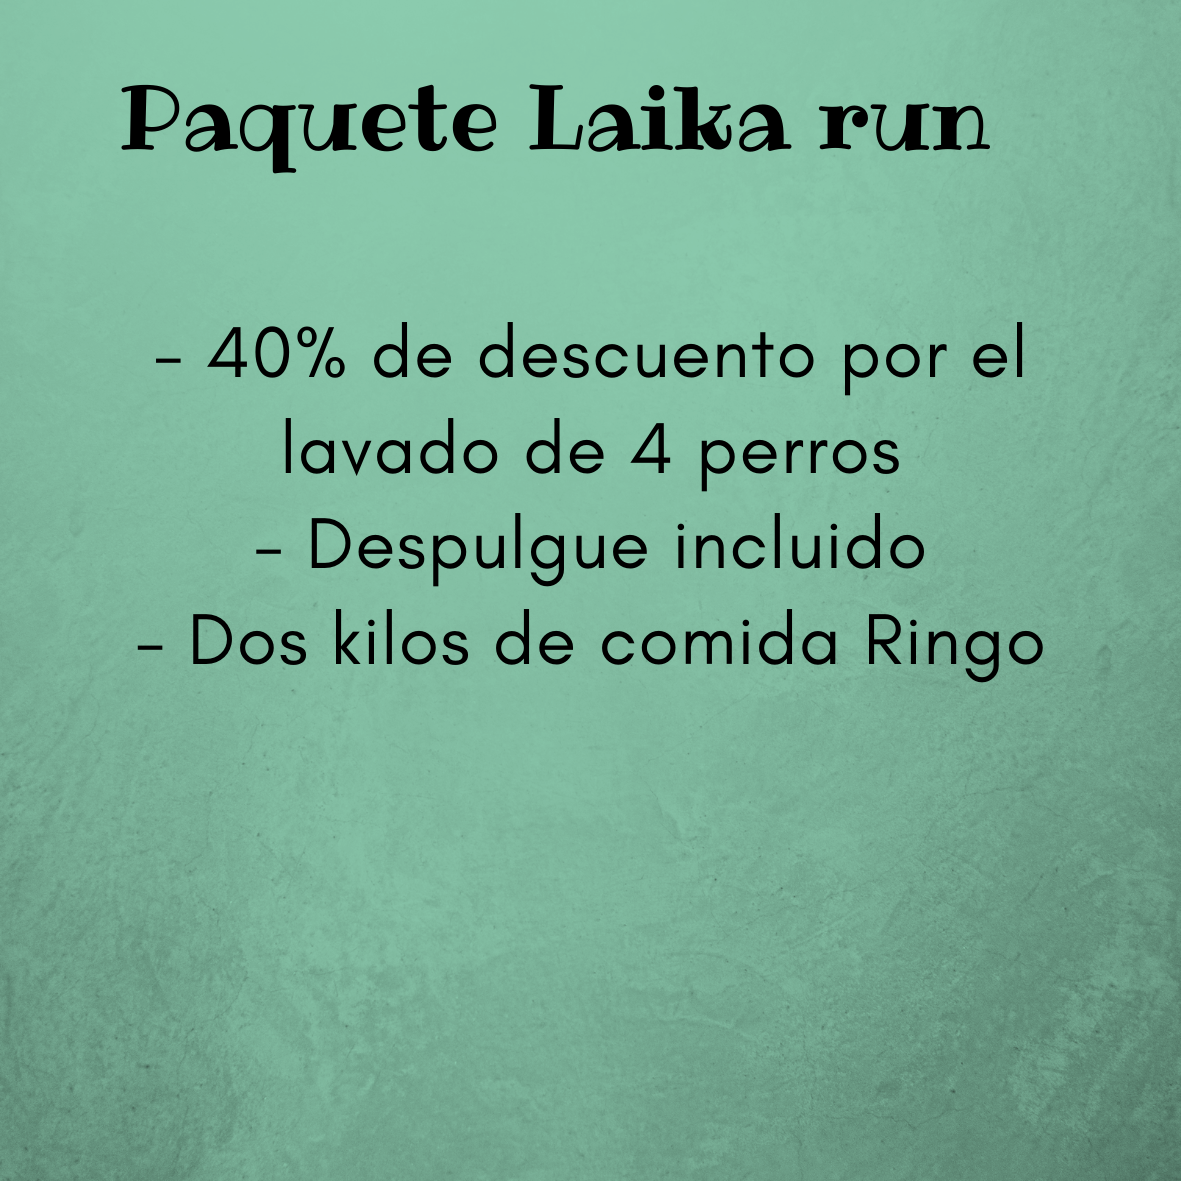 Paquete Laika run
- 40% de descuento por el
lavado de 4 perros
- Despulgue incluido
- Dos kilos de comida Ringo